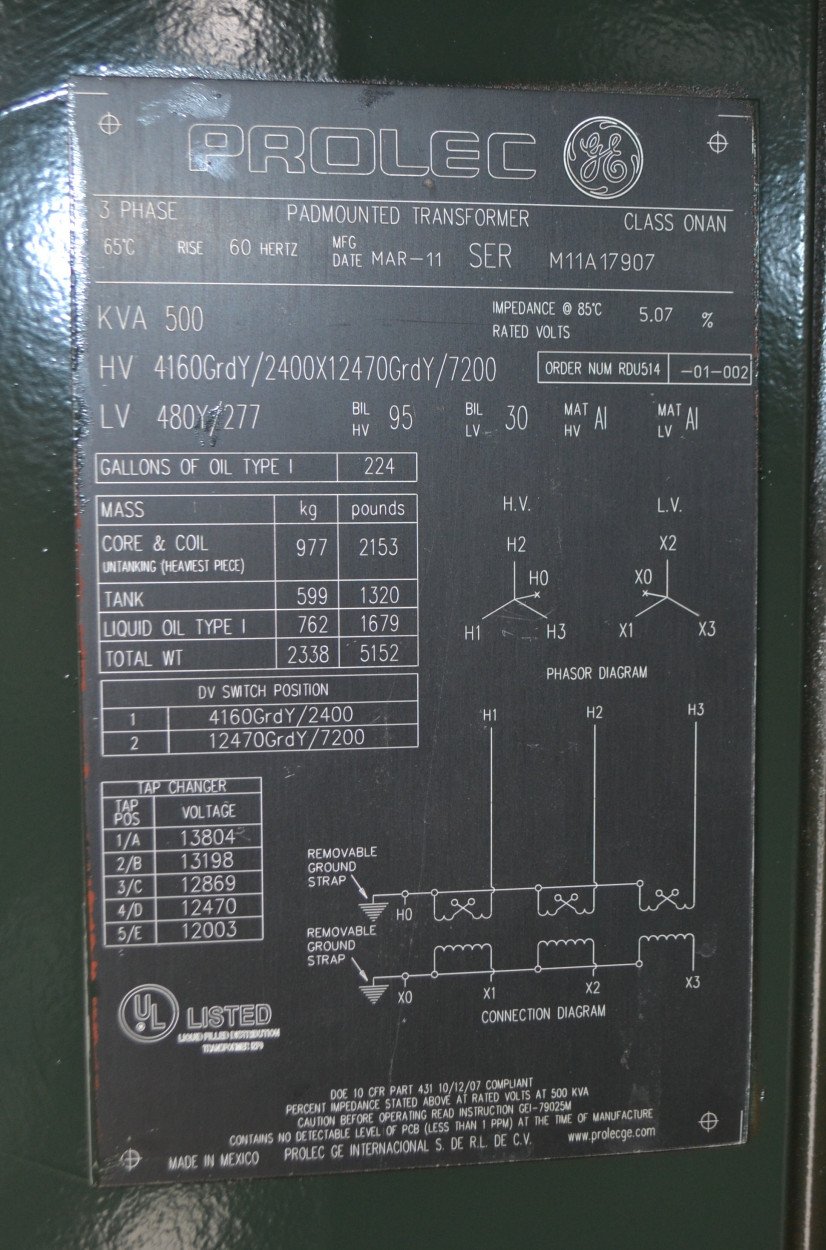 PROLEC GE
3 PHASE PADMOUNTED TRANSFORMER CLASS ONAN
65°C RISE 60 HERTZ MFG DATE MAR-11 SER M11A17907
KVA 500 IMPEDANCE @ 85°C RATED VOLTS 5.07 %
HV 4160GrdY/2400X12470GrdY/7200 ORDER NUM RDU514 -01-002
LV 480Y/277 BIL HV 95 BIL LV 30 MAT HV Al MAT LV Al
GALLONS OF OIL TYPE I 224
MASS kg pounds
CORE & COIL UNTANKING (HEAVIEST PIECE) 977 2153
TANK 599 1320
LIQUID OIL TYPE I 762 1679
TOTAL WT 2338 5152
DV SWITCH POSITION
1 4160GrdY/2400
2 12470GrdY/7200
TAP CHANGER
TAP POS VOLTAGE
1/A 13804
2/B 13198
3/C 12869
4/D 12470
5/E 12003
H.V. L.V.
H2 X2
H0 X0
H1 H3 X1 X3
PHASOR DIAGRAM
H1 H2 H3
REMOVABLE
GROUND
STRAP
H0
REMOVABLE
GROUND
STRAP
X0 X1 X2 X3
CONNECTION DIAGRAM
UL LISTED
LIQUID FILLED DISTRIBUTION
DOE 10 CFR PART 431 10/12/07 COMPLIANT
PERCENT IMPEDANCE STATED ABOVE AT RATED VOLTS AT 500 KVA
CAUTION BEFORE OPERATING READ INSTRUCTION GEI-79025M
CONTAINS NO DETECTABLE LEVEL OF PCB (LESS THAN 1 PPM) AT THE TIME OF MANUFACTURE
MADE IN MEXICO PROLEC GE INTERNACIONAL S. DE R.L. DE C.V. www.prolecge.com